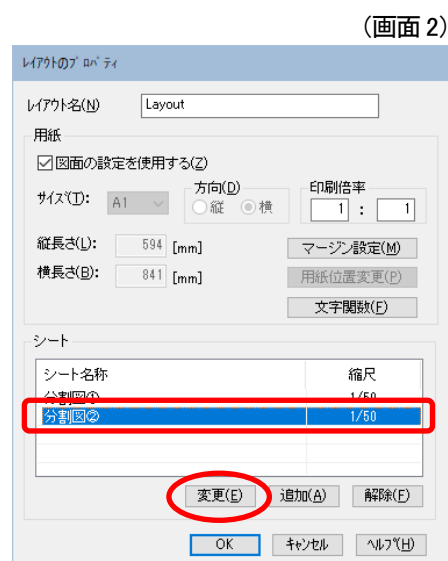 (画面 2)
レイアウトのプロパティ
レイアウト名(N) Layout
用紙
図面の設定を使用する(Z)
サイズ(T): A1 方向(D) 縦 横 印刷倍率 1 : 1
縦長さ(L): 594 [mm] マージン設定(M)
横長さ(B): 841 [mm] 用紙位置変更(P)
文字関数(F)
シート
シート名称 縮尺
分割図① 1/50
分割図② 1/50
変更(E) 追加(A) 解除(F)
OK キャンセル ヘルプ(H)